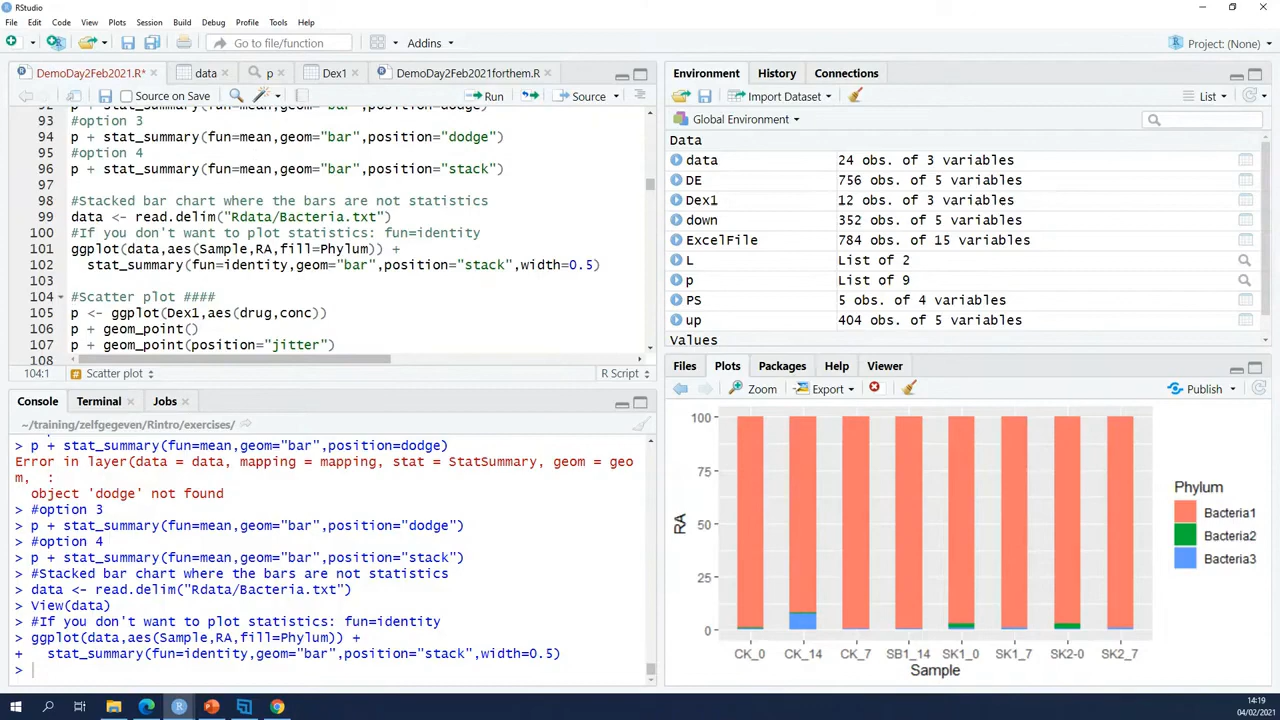 RStudio
File Edit Code View Plots Session Build Debug Profile Tools Help
Go to file/function Addins Project: (None)
DemoDay2Feb2021.R* data p Dex1 DemoDay2Feb2021forthem.R
Source on Save Run Source
92 p + stat_summary(fun=mean,geom="bar",position=dodge)
93 #option 3
94 p + stat_summary(fun=mean,geom="bar",position="dodge")
95 #option 4
96 p + stat_summary(fun=mean,geom="bar",position="stack")
97
98 #Stacked bar chart where the bars are not statistics
99 data <- read.delim("Rdata/Bacteria.txt")
100 #If you don't want to plot statistics: fun=identity
101 ggplot(data,aes(Sample,RA,fill=Phylum)) +
102 stat_summary(fun=identity,geom="bar",position="stack",width=0.5)
103
104 #Scatter plot ####
105 p <- ggplot(Dex1,aes(drug,conc))
106 p + geom_point()
107 p + geom_point(position="jitter")
108
104:1 Scatter plot R Script
Console Terminal Jobs
~/training/zelfgegeven/Rintro/exercises/
> p + stat_summary(fun=mean,geom="bar",position=dodge)
Error in layer(data = data, mapping = mapping, stat = StatSummary, geom = geo
m, :
object 'dodge' not found
> #option 3
> p + stat_summary(fun=mean,geom="bar",position="dodge")
> #option 4
> p + stat_summary(fun=mean,geom="bar",position="stack")
> #Stacked bar chart where the bars are not statistics
> data <- read.delim("Rdata/Bacteria.txt")
> View(data)
> #If you don't want to plot statistics: fun=identity
> ggplot(data,aes(Sample,RA,fill=Phylum)) +
+ stat_summary(fun=identity,geom="bar",position="stack",width=0.5)
>
Environment History Connections
Import Dataset List
Global Environment
Data
data 24 obs. of 3 variables
DE 756 obs. of 5 variables
Dex1 12 obs. of 3 variables
down 352 obs. of 5 variables
ExcelFile 784 obs. of 15 variables
L List of 2
p List of 9
PS 5 obs. of 4 variables
up 404 obs. of 5 variables
Values
Files Plots Packages Help Viewer
Zoom Export Publish
100
75
50
25
0
RA
CK_0 CK_14 CK_7 SB1_14 SK1_0 SK1_7 SK2-0 SK2_7
Sample
Phylum
Bacteria1
Bacteria2
Bacteria3
14:19
04/02/2021